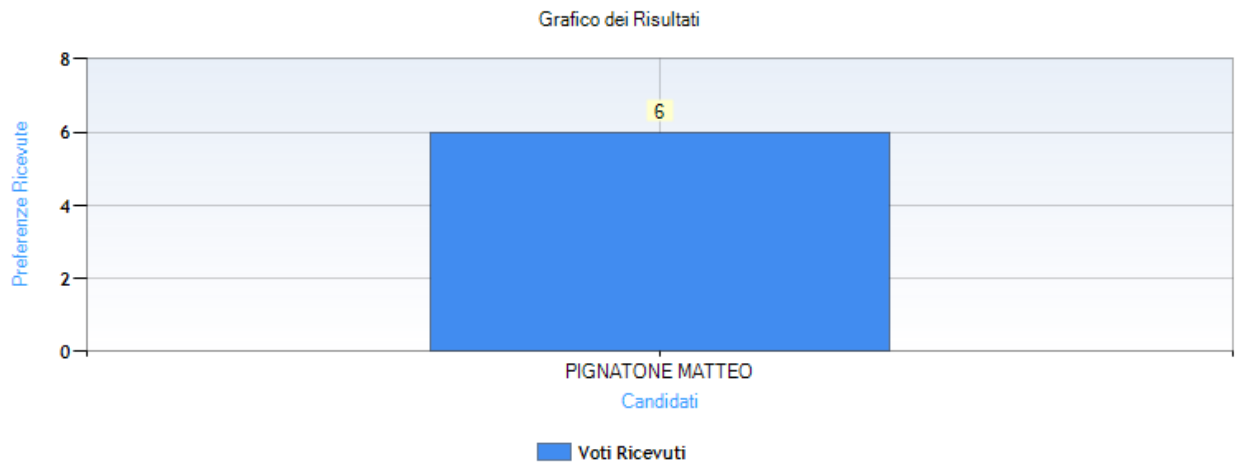 Grafico dei Risultati
8
6
6
4
2
0
Preferenze Ricevute
PIGNATONE MATTEO
Candidati
Voti Ricevuti